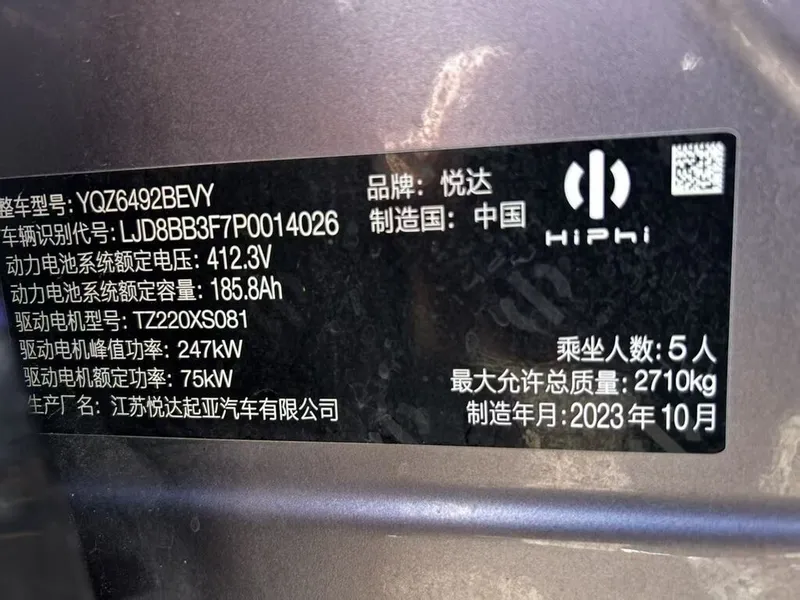 整车型号: YQZ6492BEVY
车辆识别代号: LJD8BB3F7P0014026
动力电池系统额定电压: 412.3V
动力电池系统额定容量: 185.8Ah
驱动电机型号: TZ220XS081
驱动电机峰值功率: 247kW
驱动电机额定功率: 75kW
生产厂名: 江苏悦达起亚汽车有限公司
品牌: 悦达
制造国: 中国
HiPhi
乘坐人数: 5人
最大允许总质量: 2710kg
制造年月: 2023年10月